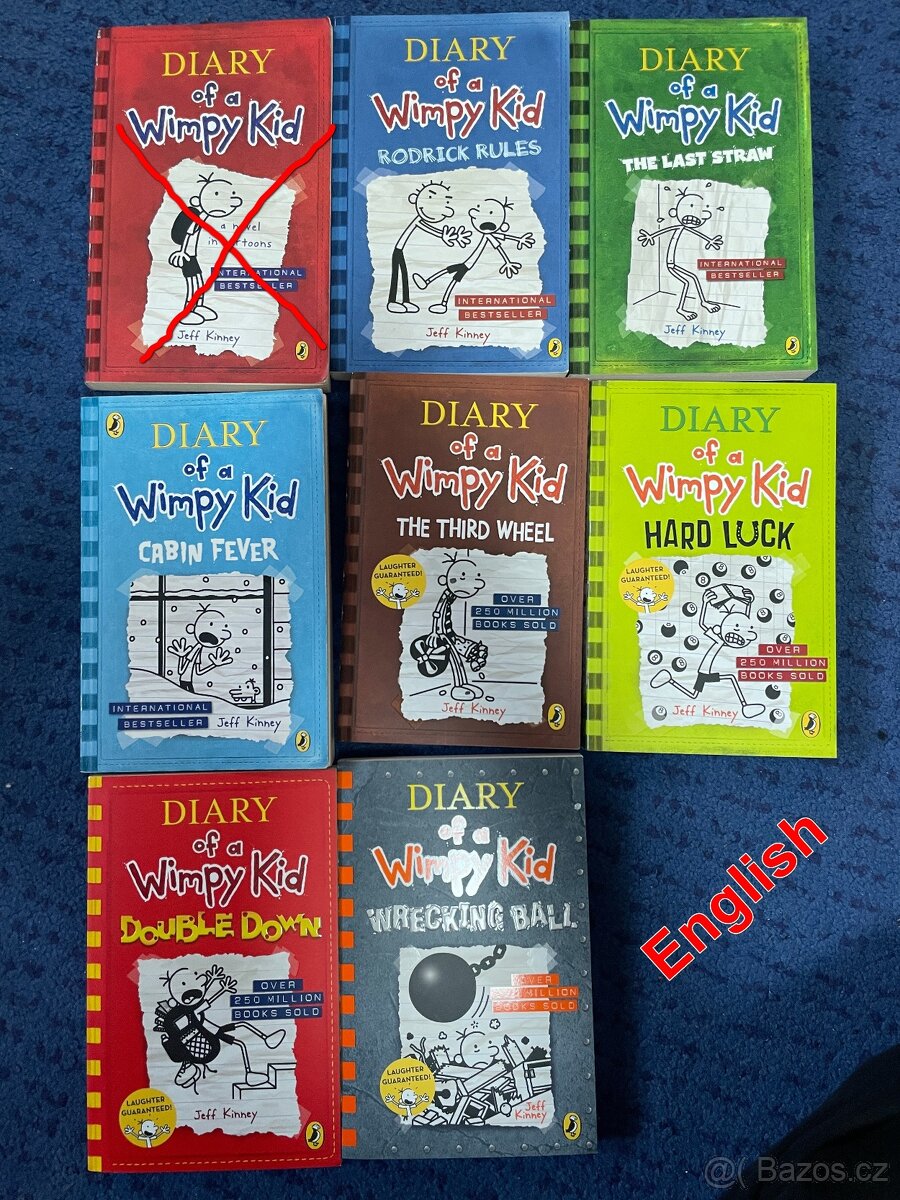 DIARY
of a
Wimpy Kid
a novel
in cartoons
INTERNATIONAL
BESTSELLER
Jeff Kinney
DIARY
of a
Wimpy Kid
RODRICK RULES
INTERNATIONAL
BESTSELLER
Jeff Kinney
DIARY
of a
Wimpy Kid
THE LAST STRAW
INTERNATIONAL
BESTSELLER
Jeff Kinney
DIARY
of a
Wimpy Kid
CABIN FEVER
INTERNATIONAL
BESTSELLER
Jeff Kinney
DIARY
of a
Wimpy Kid
THE THIRD WHEEL
LAUGHTER
GUARANTEED!
OVER
250 MILLION
BOOKS SOLD
Jeff Kinney
DIARY
of a
Wimpy Kid
HARD LUCK
LAUGHTER
GUARANTEED!
OVER
250 MILLION
BOOKS SOLD
Jeff Kinney
DIARY
of a
Wimpy Kid
DOUBLE DOWN
OVER
250 MILLION
BOOKS SOLD
LAUGHTER
GUARANTEED!
Jeff Kinney
DIARY
of a
Wimpy Kid
WRECKING BALL
OVER
MILLION
BOOKS SOLD
LAUGHTER
GUARANTEED!
Jeff
Kinney
English
@( Bazos.cz